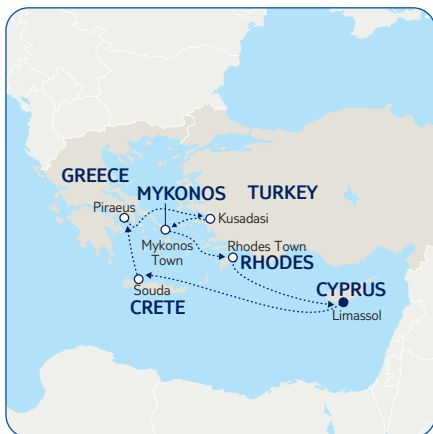 GREECE
MYKONOS
TURKEY
Piraeus
Kusadasi
Mykonos
Town
Rhodes Town
RHODES
Souda
CRETE
CYPRUS
Limassol